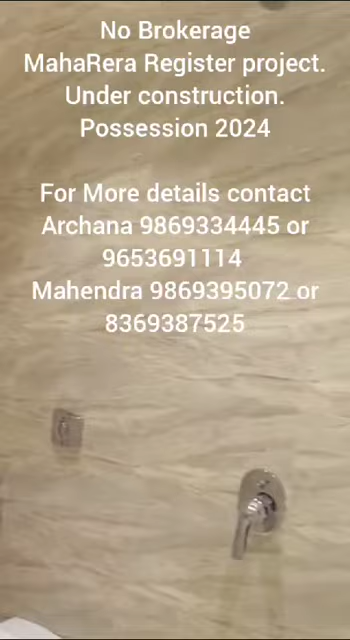 No Brokerage
MahaRera Register project.
Under construction.
Possession 2024
For More details contact
Archana 9869334445 or
9653691114
Mahendra 9869395072 or
8369387525